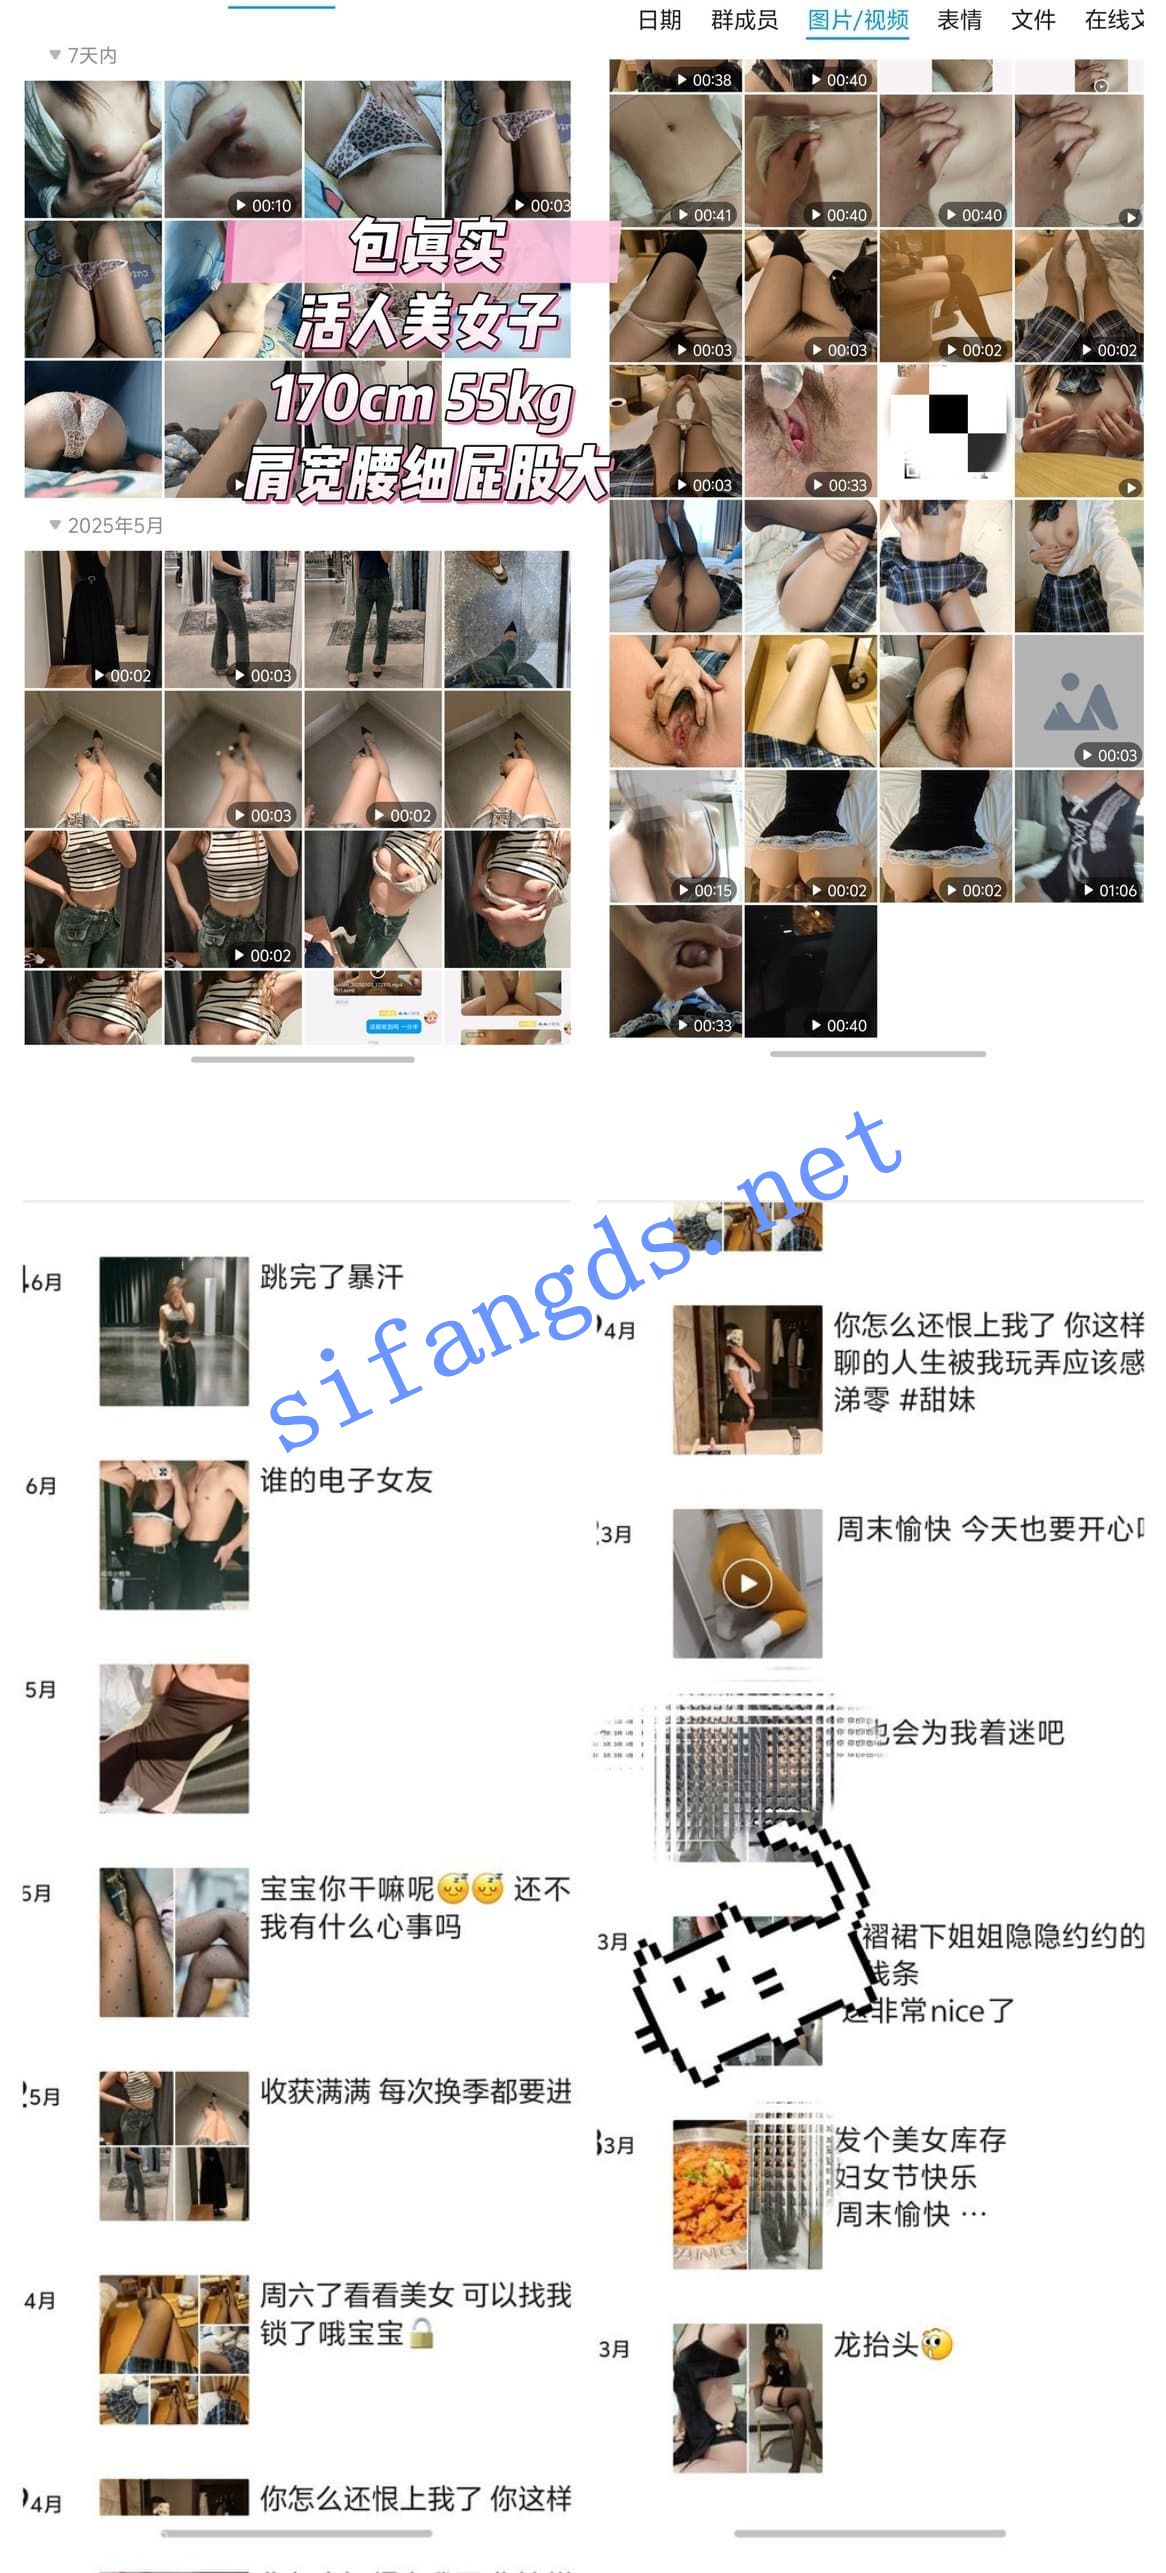 7天内
00:10
00:03
包真实
活人美女子
170cm 55kg
肩宽腰细屁股大
2025年5月
00:02
00:03
00:03
00:02
00:02
日期 群成员 图片/视频 表情 文件 在线文
00:38
00:40
00:41
00:40
00:40
00:03
00:03
00:02
00:02
00:03
00:33
00:03
00:15
00:02
00:02
01:06
00:33
00:40
sifangds.net
6月
跳完了暴汗
6月
谁的电子女友
5月
5月
宝宝你干嘛呢😴😴 还不
我有什么心事吗
5月
收获满满 每次换季都要进
4月
周六了看看美女 可以找我
锁了哦宝宝🔒
4月
你怎么还恨上我了 你这样
4月
你怎么还恨上我了 你这样
聊的人生被我玩弄应该感
涕零 #甜妹
3月
周末愉快 今天也要开心
也会为我着迷吧
3月
褶裙下姐姐隐隐约约的
线条
这非常nice了
3月
发个美女库存
妇女节快乐
周末愉快 …
3月
龙抬头